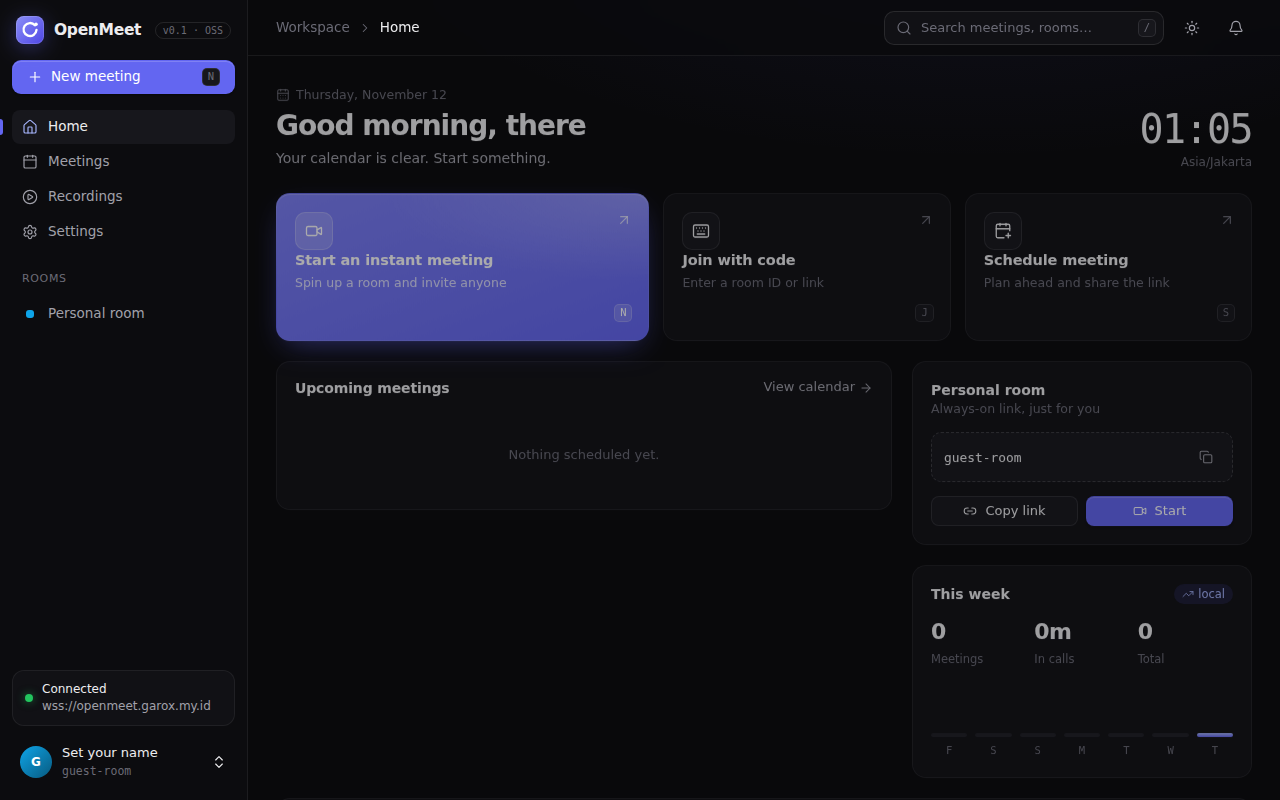 OpenMeet
v0.1 · OSS
New meeting
N
Home
Meetings
Recordings
Settings
ROOMS
Personal room
Connected
wss://openmeet.garox.my.id
G
Set your name
guest-room
Workspace
Home
Search meetings, rooms...
/
Thursday, November 12
Good morning, there
Your calendar is clear. Start something.
01:05
Asia/Jakarta
Start an instant meeting
Spin up a room and invite anyone
N
Join with code
Enter a room ID or link
J
Schedule meeting
Plan ahead and share the link
S
Upcoming meetings
View calendar
Nothing scheduled yet.
Personal room
Always-on link, just for you
guest-room
Copy link
Start
This week
local
0 0m 0
Meetings In calls Total
F S S M T W T